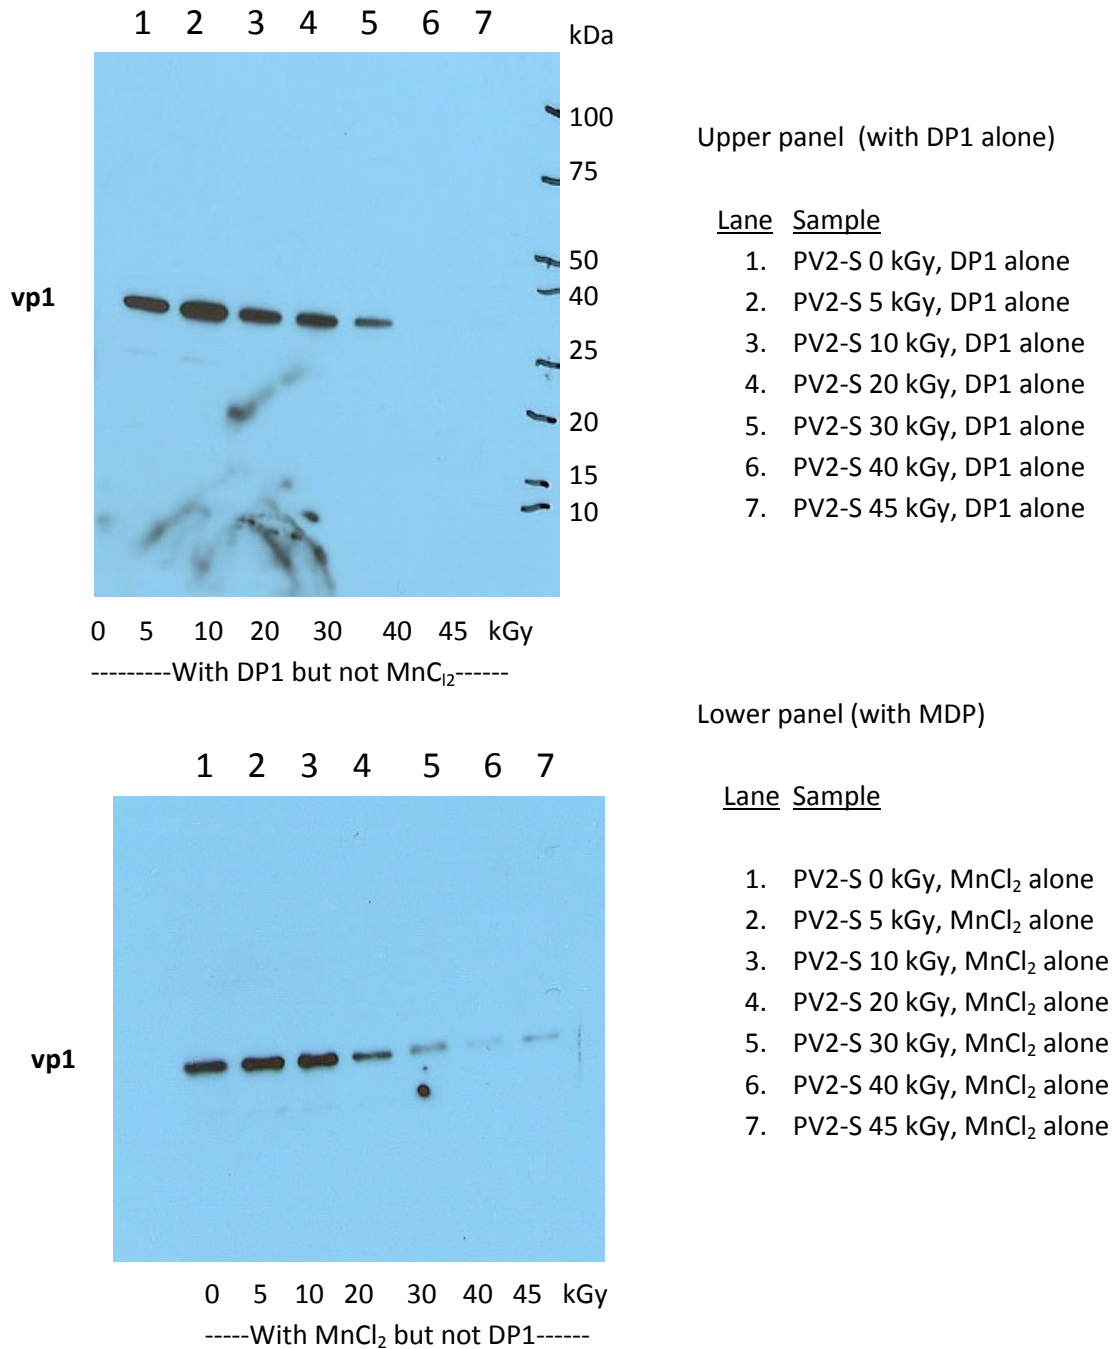 1 2 3 4 5 6 7
kDa
100
75
50
40
25
20
15
10
vp1
0 5 10 20 30 40 45 kGy
---------With DP1 but not MnCl2------
Upper panel (with DP1 alone)
Lane Sample
1. PV2-S 0 kGy, DP1 alone
2. PV2-S 5 kGy, DP1 alone
3. PV2-S 10 kGy, DP1 alone
4. PV2-S 20 kGy, DP1 alone
5. PV2-S 30 kGy, DP1 alone
6. PV2-S 40 kGy, DP1 alone
7. PV2-S 45 kGy, DP1 alone
1 2 3 4 5 6 7
vp1
0 5 10 20 30 40 45 kGy
-----With MnCl₂ but not DP1------
Lower panel (with MDP)
Lane Sample
1. PV2-S 0 kGy, MnCl₂ alone
2. PV2-S 5 kGy, MnCl₂ alone
3. PV2-S 10 kGy, MnCl₂ alone
4. PV2-S 20 kGy, MnCl₂ alone
5. PV2-S 30 kGy, MnCl₂ alone
6. PV2-S 40 kGy, MnCl₂ alone
7. PV2-S 45 kGy, MnCl₂ alone